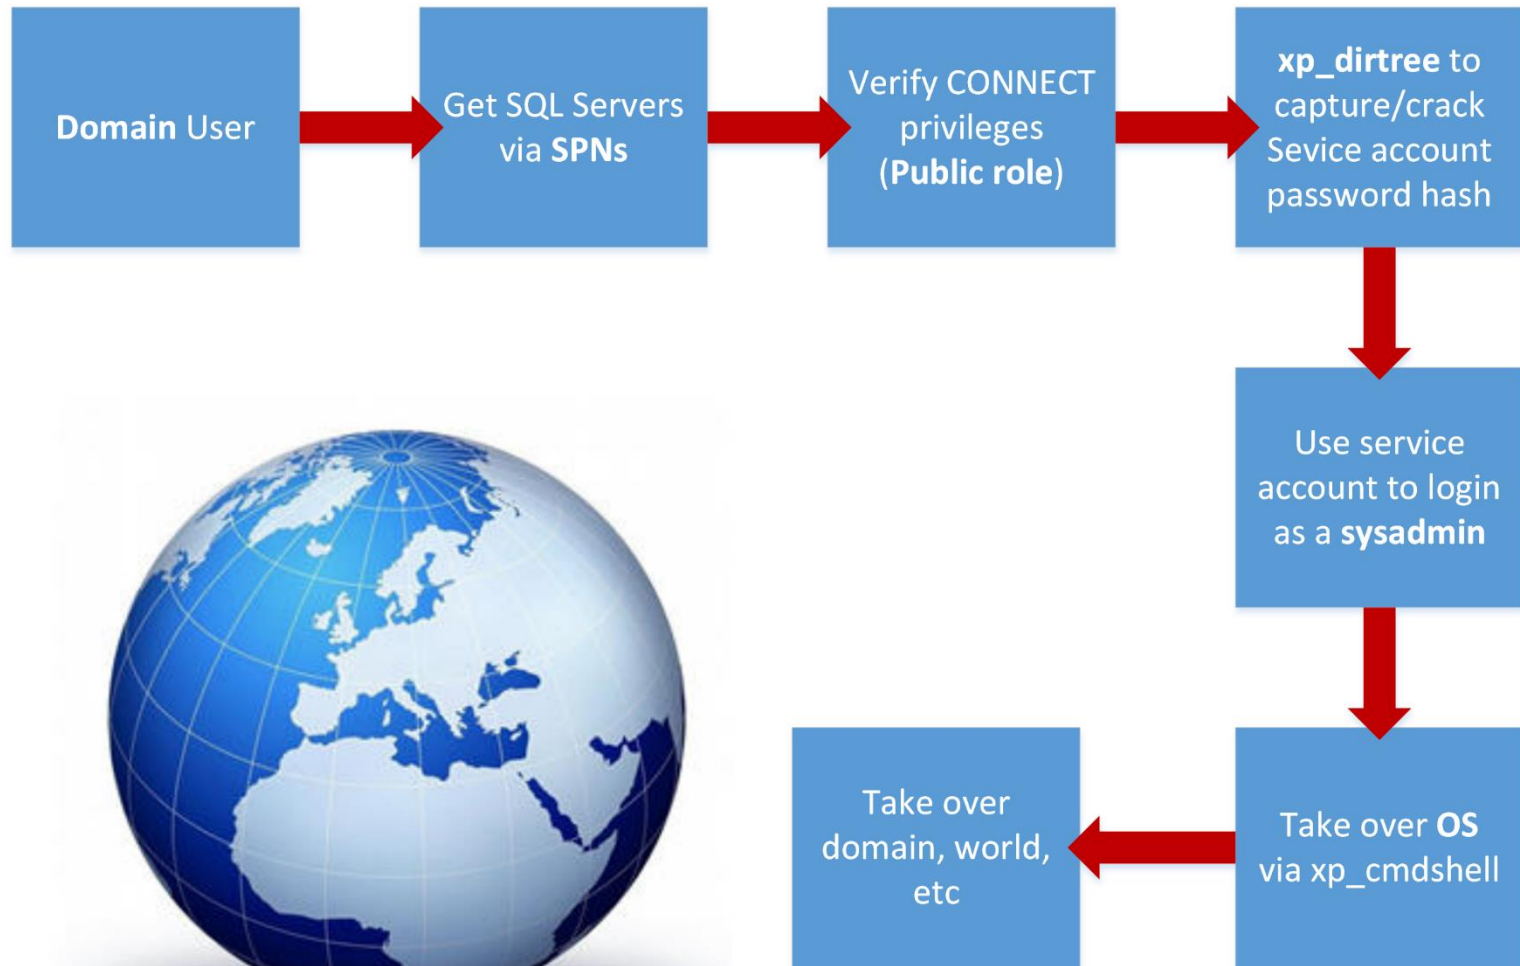 Domain User
Get SQL Servers
via SPNs
Verify CONNECT
privileges
(Public role)
xp_dirtree to
capture/crack
Sevice account
password hash
Use service
account to login
as a sysadmin
Take over OS
via xp_cmdshell
Take over
domain, world,
etc